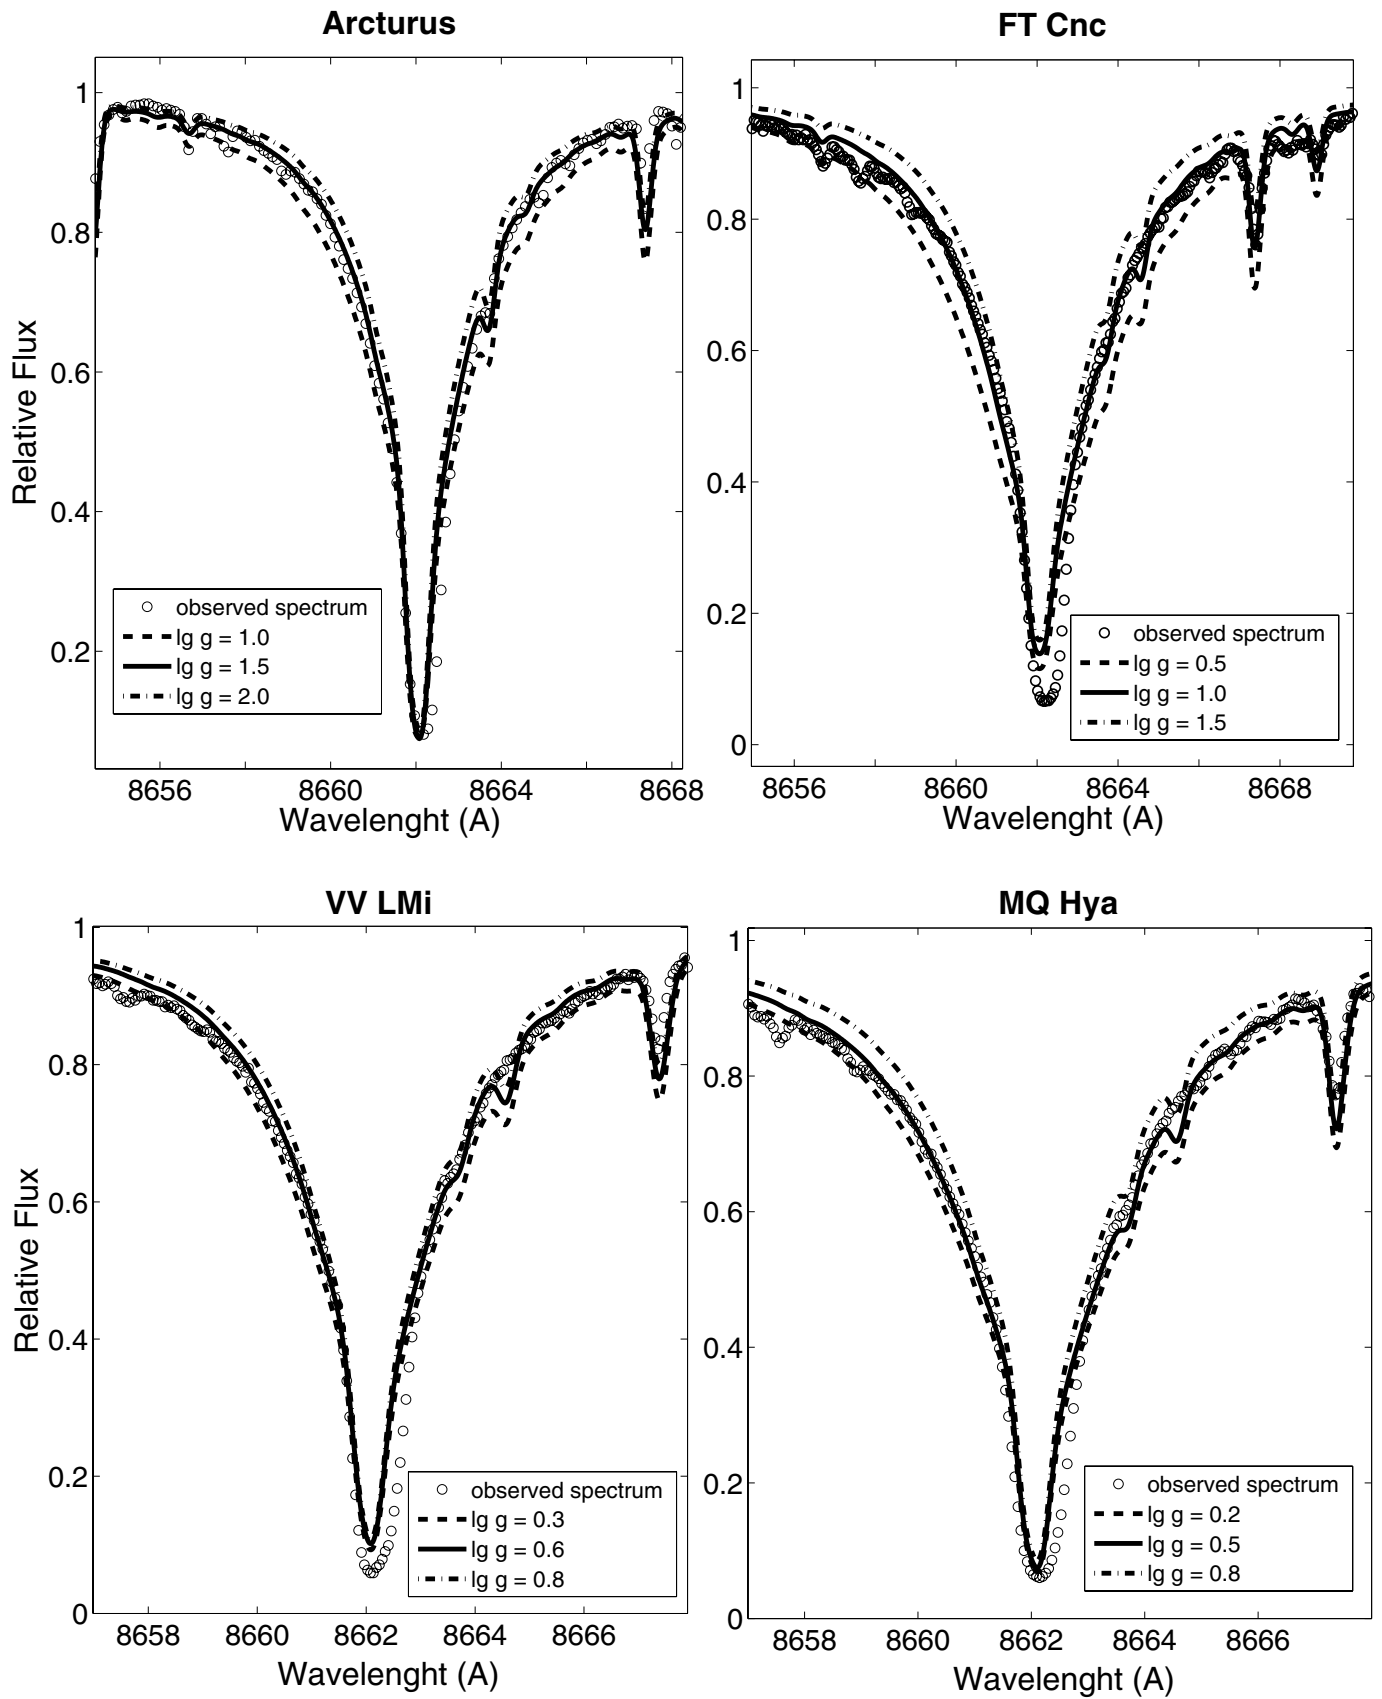 Arcturus
1
0.8
0.6
0.4
0.2
Relative Flux
observed spectrum
lg g = 1.0
lg g = 1.5
lg g = 2.0
8656 8660 8664 8668
Wavelenght (A)
FT Cnc
1
0.8
0.6
0.4
0.2
0
observed spectrum
lg g = 0.5
lg g = 1.0
lg g = 1.5
8656 8660 8664 8668
Wavelenght (A)
VV LMi
1
0.8
0.6
0.4
0.2
0
Relative Flux
observed spectrum
lg g = 0.3
lg g = 0.6
lg g = 0.8
8658 8660 8662 8664 8666
Wavelenght (A)
MQ Hya
1
0.8
0.6
0.4
0.2
0
observed spectrum
lg g = 0.2
lg g = 0.5
lg g = 0.8
8658 8660 8662 8664 8666
Wavelenght (A)